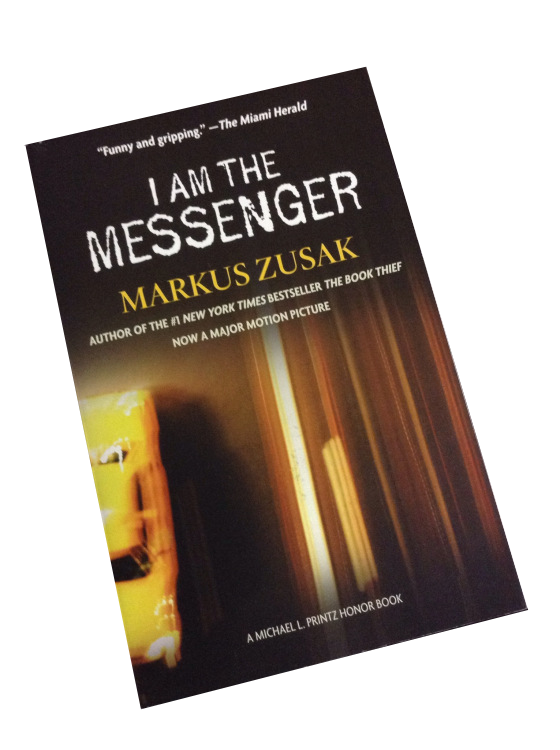 "Funny and gripping." —The Miami Herald
I AM THE
MESSENGER
MARKUS ZUSAK
AUTHOR OF THE #1 NEW YORK TIMES BESTSELLER THE BOOK THIEF
NOW A MAJOR MOTION PICTURE
A MICHAEL L. PRINTZ HONOR BOOK